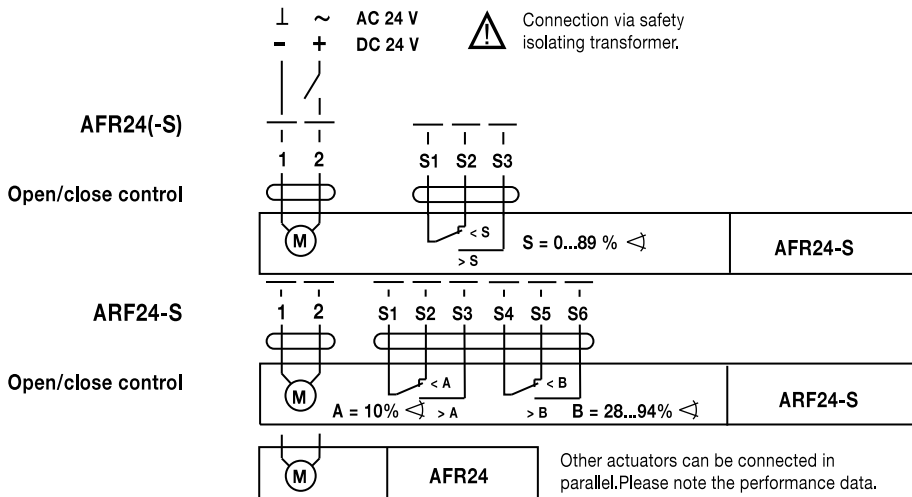 ⊥ ~ AC 24 V
− + DC 24 V
Connection via safety
isolating transformer.
AFR24(-S)
1 2 S1 S2 S3
Open/close control
M < S > S S = 0...89 % ∢ AFR24-S
ARF24-S
1 2 S1 S2 S3 S4 S5 S6
Open/close control
M < A < B
A = 10% ∢ > A > B B = 28...94% ∢ ARF24-S
M AFR24
Other actuators can be connected in
parallel.Please note the performance data.